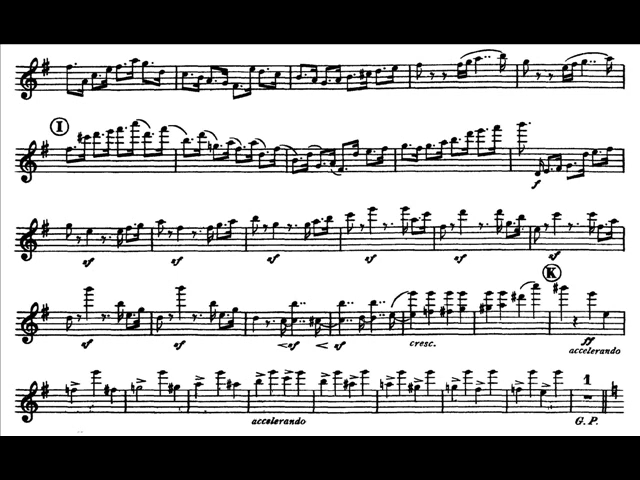 I
f
sf sf sf sf sf sf
K
sf sf < sf < sf cresc. ff
accelerando
1
accelerando G. P.